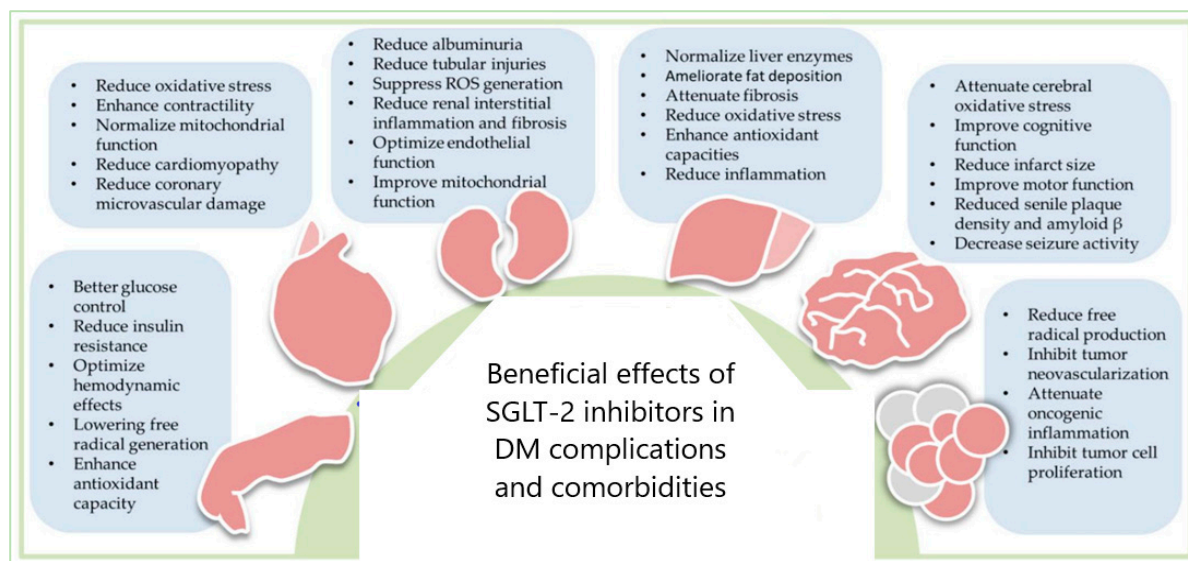 • Reduce oxidative stress
• Enhance contractility
• Normalize mitochondrial
function
• Reduce cardiomyopathy
• Reduce coronary
microvascular damage
• Reduce albuminuria
• Reduce tubular injuries
• Suppress ROS generation
• Reduce renal interstitial
inflammation and fibrosis
• Optimize endothelial
function
• Improve mitochondrial
function
• Normalize liver enzymes
• Ameliorate fat deposition
• Attenuate fibrosis
• Reduce oxidative stress
• Enhance antioxidant
capacities
• Reduce inflammation
• Attenuate cerebral
oxidative stress
• Improve cognitive
function
• Reduce infarct size
• Improve motor function
• Reduced senile plaque
density and amyloid β
• Decrease seizure activity
• Better glucose
control
• Reduce insulin
resistance
• Optimize
hemodynamic
effects
• Lowering free
radical generation
• Enhance
antioxidant
capacity
• Reduce free
radical production
• Inhibit tumor
neovascularization
• Attenuate
oncogenic
inflammation
• Inhibit tumor cell
proliferation
Beneficial effects of
SGLT-2 inhibitors in
DM complications
and comorbidities